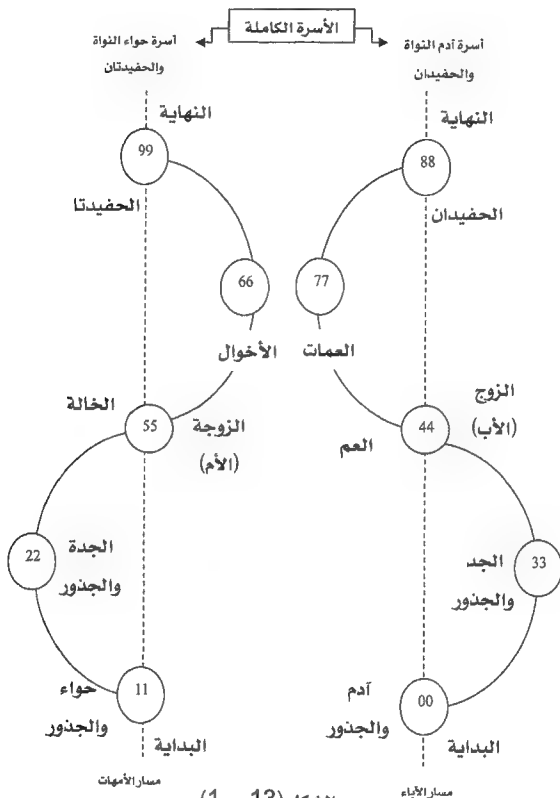 الأسرة الكاملة
أسرة آدم النواة
والحفيدان
النهاية
88
الحفيدان
77
العمات
الزوج
(الأب)
44
العم
33
الجد
والجذور
00
آدم
والجذور
البداية
مسار الآباء
أسرة حواء النواة
والحفيدتان
النهاية
99
الحفيدتا
66
الأخوال
الخالة
55
الزوجة
(الأم)
22
الجدة
والجذور
11
حواء
والجذور
البداية
مسار الأمهات
(1 - 13)